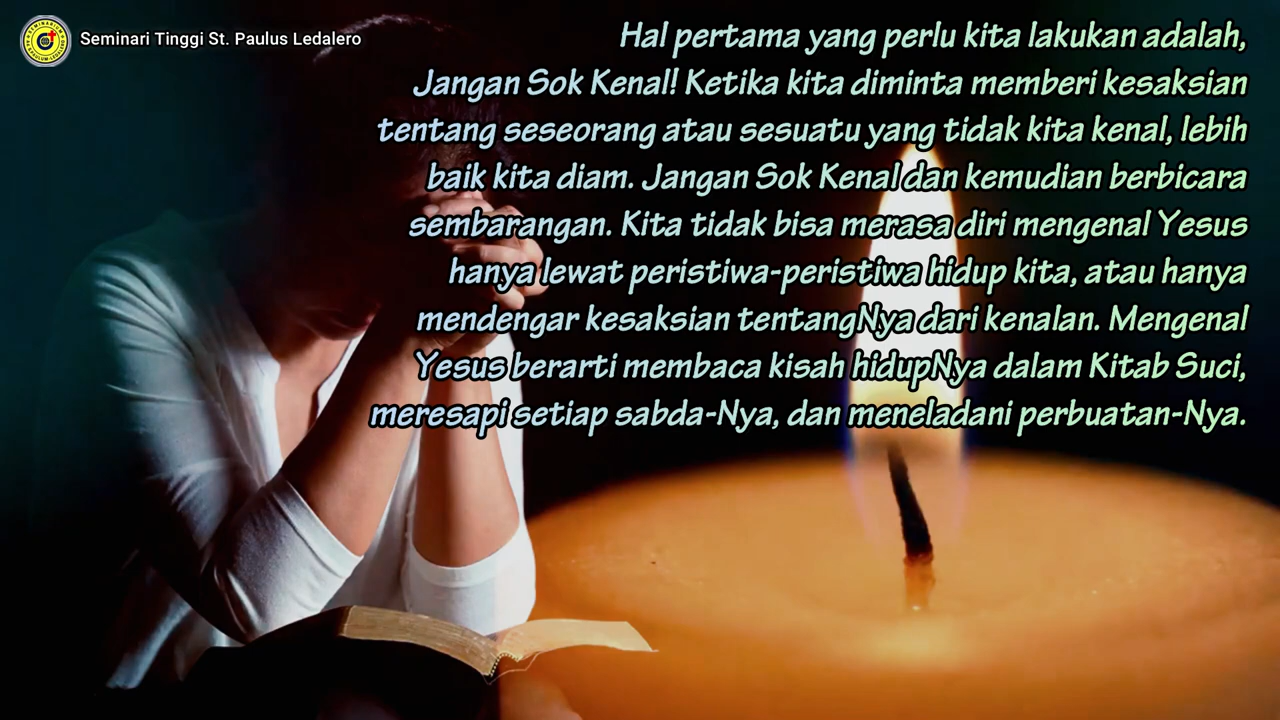 Seminari Tinggi St. Paulus Ledalero
Hal pertama yang perlu kita lakukan adalah,
Jangan Sok Kenal! Ketika kita diminta memberi kesaksian
tentang seseorang atau sesuatu yang tidak kita kenal, lebih
baik kita diam. Jangan Sok Kenal dan kemudian berbicara
sembarangan. Kita tidak bisa merasa diri mengenal Yesus
hanya lewat peristiwa-peristiwa hidup kita, atau hanya
mendengar kesaksian tentangNya dari kenalan. Mengenal
Yesus berarti membaca kisah hidupNya dalam Kitab Suci,
meresapi setiap sabda-Nya, dan meneladani perbuatan-Nya.